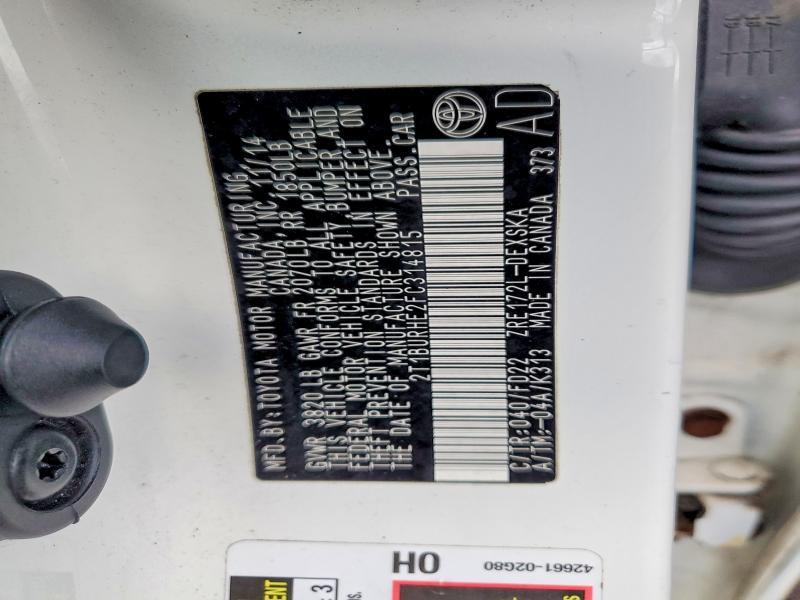 MFD.BY:TOYOTA MOTOR MANUFACTURING
CANADA, INC. 11/14
GVWR 3820LB GAWR FR 2070LB RR 1850LB
THIS VEHICLE CONFORMS TO ALL APPLICABLE
FEDERAL MOTOR VEHICLE SAFETY, BUMPER, AND
THEFT PREVENTION STANDARDS IN EFFECT ON
THE DATE OF MANUFACTURE SHOWN ABOVE.
2T1BURHE2FC314815 PASS.CAR
C/TR:040/FD22 ZRE172L-DEXSKA
A/TM:-04A/K313 MADE IN CANADA 373
AD
42661-02G80
OH
3